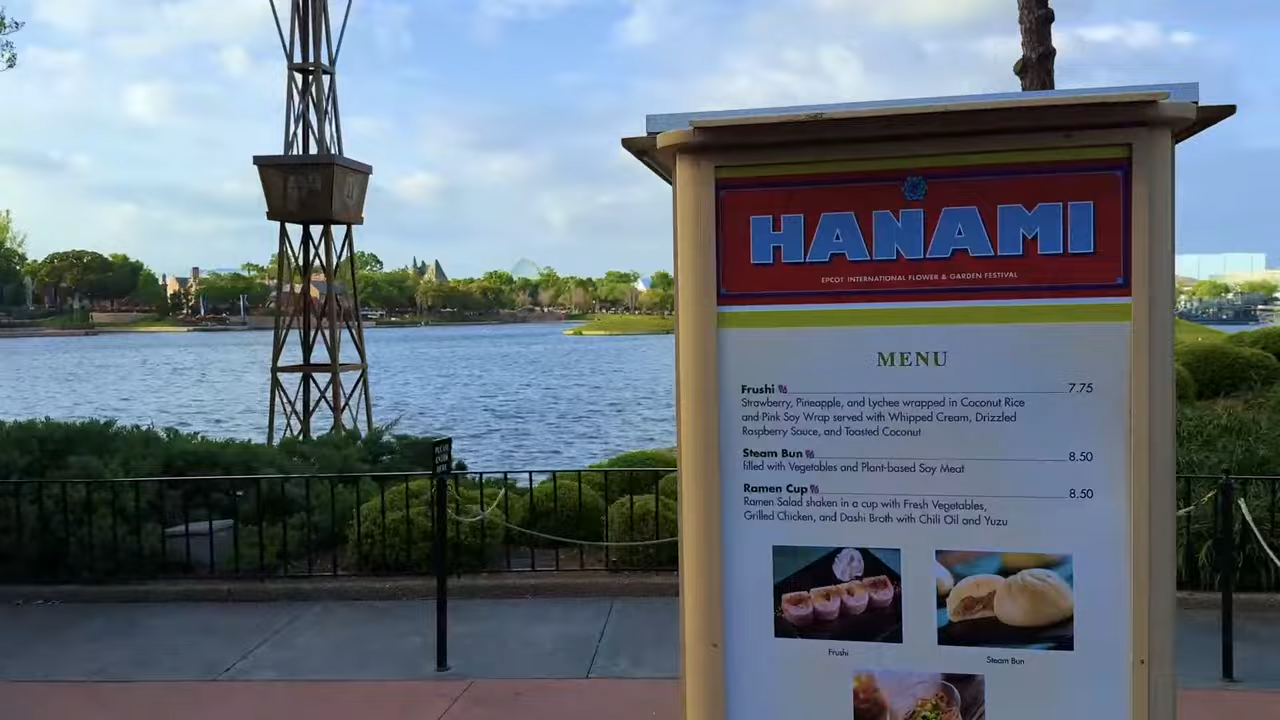 HANAMI
EPCOT INTERNATIONAL FLOWER & GARDEN FESTIVAL
MENU
Frushi 7.75
Strawberry, Pineapple, and Lychee wrapped in Coconut Rice
and Pink Soy Wrap served with Whipped Cream, Drizzled
Raspberry Sauce, and Toasted Coconut
Steam Bun 8.50
filled with Vegetables and Plant-based Soy Meat
Ramen Cup 8.50
Ramen Salad shaken in a cup with Fresh Vegetables,
Grilled Chicken, and Dashi Broth with Chili Oil and Yuzu
Frushi
Steam Bun
PLEASE
ENTER
HERE